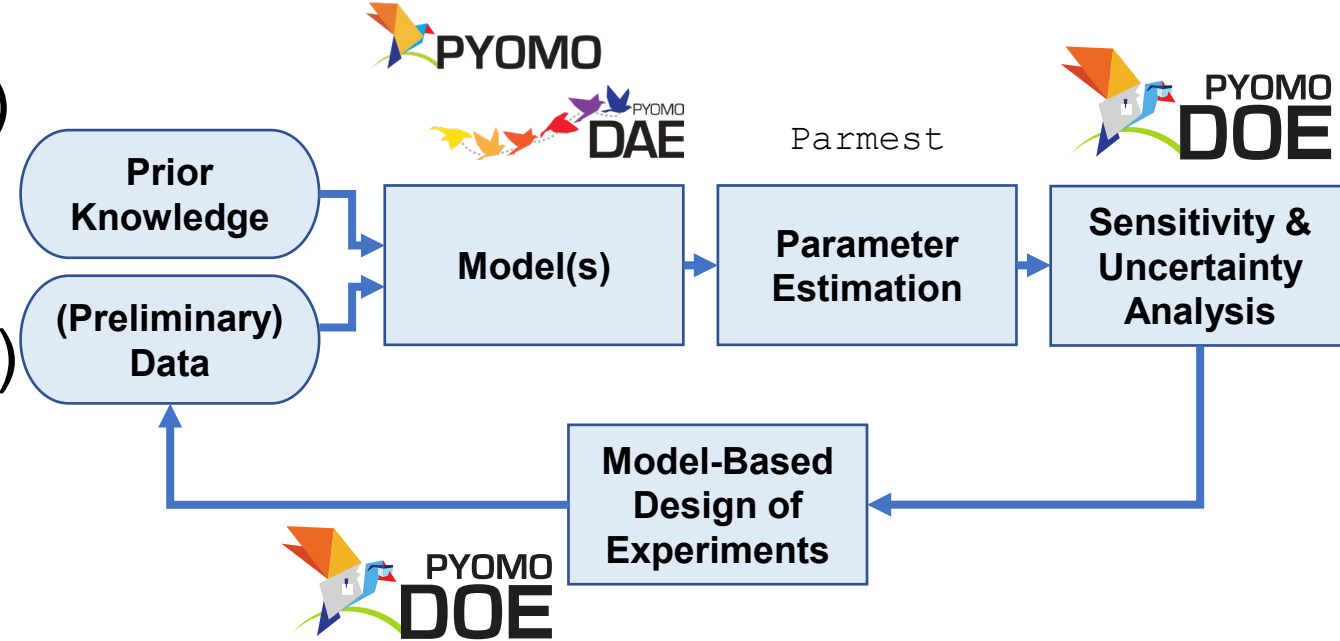 PYOMO
PYOMO
DAE
Parmest
PYOMO
DOE
)
Prior
Knowledge
Model(s)
Parameter
Estimation
Sensitivity &
Uncertainty
Analysis
(Preliminary)
Data
)
Model-Based
Design of
Experiments
PYOMO
DOE